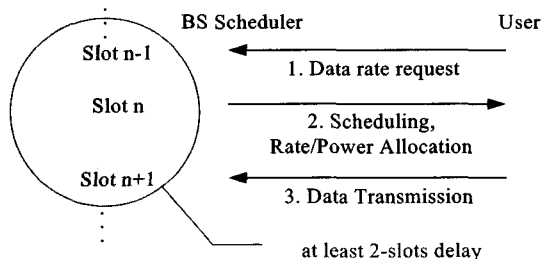 BS Scheduler
User
Slot n-1
1. Data rate request
Slot n
2. Scheduling,
Rate/Power Allocation
Slot n+1
3. Data Transmission
at least 2-slots delay